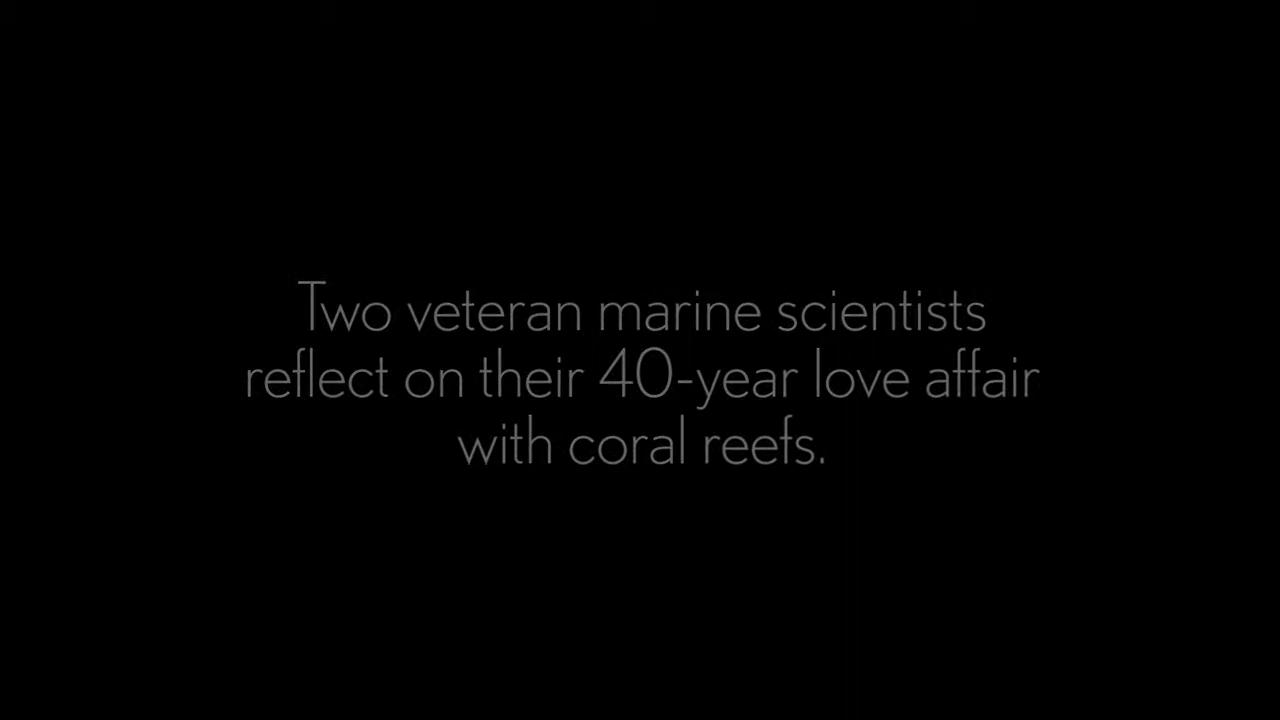 Two veteran marine scientists
reflect on their 40-year love affair
with coral reefs.